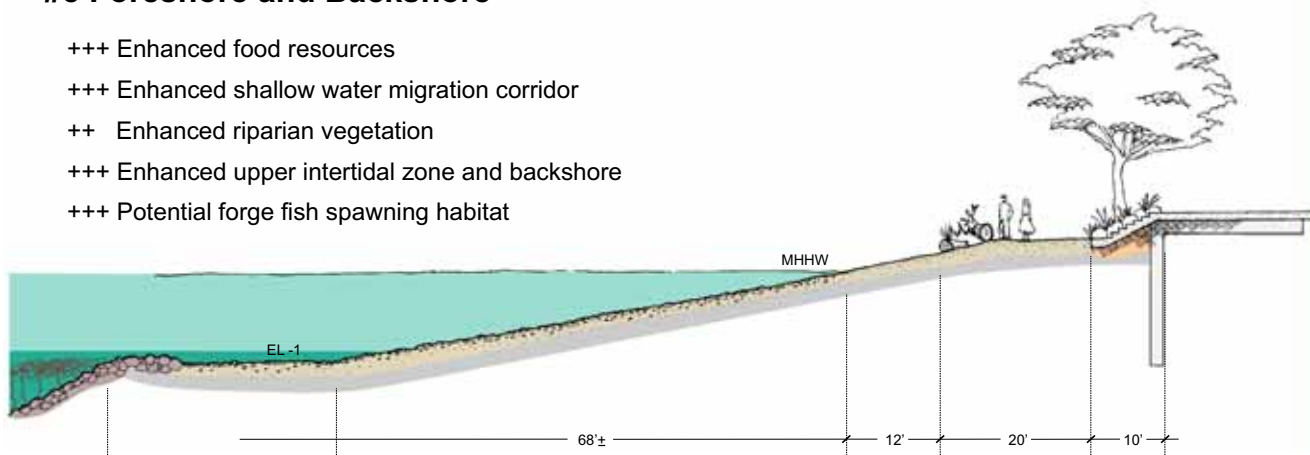 +++ Enhanced food resources
+++ Enhanced shallow water migration corridor
++ Enhanced riparian vegetation
+++ Enhanced upper intertidal zone and backshore
+++ Potential forge fish spawning habitat
MHHW
EL -1
68'± 12' 20' 10'